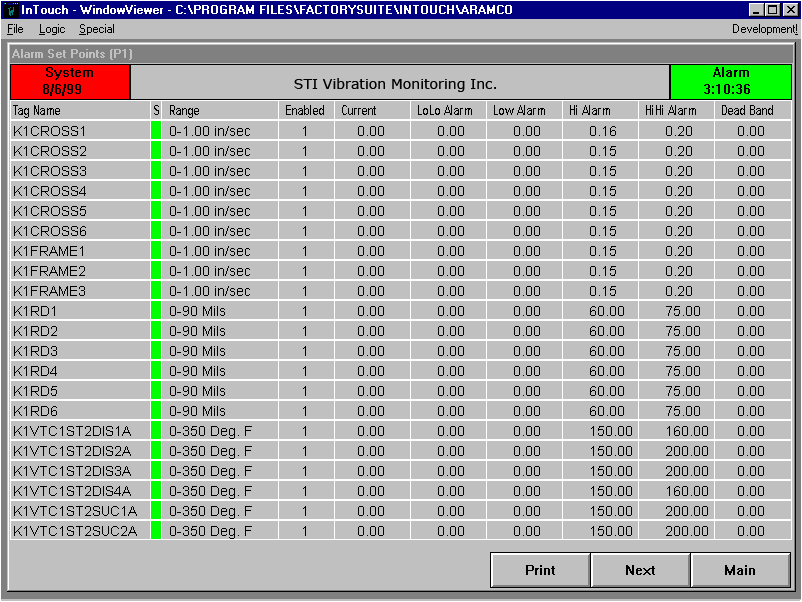 InTouch - WindowViewer - C:\PROGRAM FILES\FACTORYSUITE\INTOUCH\ARAMCO
File Logic Special Development!
Alarm Set Points (P1)
System
8/6/99
STI Vibration Monitoring Inc.
Alarm
3:10:36
Tag Name S Range Enabled Current LoLo Alarm Low Alarm Hi Alarm HiHi Alarm Dead Band
K1CROSS1 0-1.00 in/sec 1 0.00 0.00 0.00 0.16 0.20 0.00
K1CROSS2 0-1.00 in/sec 1 0.00 0.00 0.00 0.15 0.20 0.00
K1CROSS3 0-1.00 in/sec 1 0.00 0.00 0.00 0.15 0.20 0.00
K1CROSS4 0-1.00 in/sec 1 0.00 0.00 0.00 0.15 0.20 0.00
K1CROSS5 0-1.00 in/sec 1 0.00 0.00 0.00 0.15 0.20 0.00
K1CROSS6 0-1.00 in/sec 1 0.00 0.00 0.00 0.15 0.20 0.00
K1FRAME1 0-1.00 in/sec 1 0.00 0.00 0.00 0.15 0.20 0.00
K1FRAME2 0-1.00 in/sec 1 0.00 0.00 0.00 0.15 0.20 0.00
K1FRAME3 0-1.00 in/sec 1 0.00 0.00 0.00 0.15 0.20 0.00
K1RD1 0-90 Mils 1 0.00 0.00 0.00 60.00 75.00 0.00
K1RD2 0-90 Mils 1 0.00 0.00 0.00 60.00 75.00 0.00
K1RD3 0-90 Mils 1 0.00 0.00 0.00 60.00 75.00 0.00
K1RD4 0-90 Mils 1 0.00 0.00 0.00 60.00 75.00 0.00
K1RD5 0-90 Mils 1 0.00 0.00 0.00 60.00 75.00 0.00
K1RD6 0-90 Mils 1 0.00 0.00 0.00 60.00 75.00 0.00
K1VTC1ST2DIS1A 0-350 Deg. F 1 0.00 0.00 0.00 150.00 160.00 0.00
K1VTC1ST2DIS2A 0-350 Deg. F 1 0.00 0.00 0.00 150.00 200.00 0.00
K1VTC1ST2DIS3A 0-350 Deg. F 1 0.00 0.00 0.00 150.00 200.00 0.00
K1VTC1ST2DIS4A 0-350 Deg. F 1 0.00 0.00 0.00 150.00 160.00 0.00
K1VTC1ST2SUC1A 0-350 Deg. F 1 0.00 0.00 0.00 150.00 200.00 0.00
K1VTC1ST2SUC2A 0-350 Deg. F 1 0.00 0.00 0.00 150.00 200.00 0.00
Print Next Main